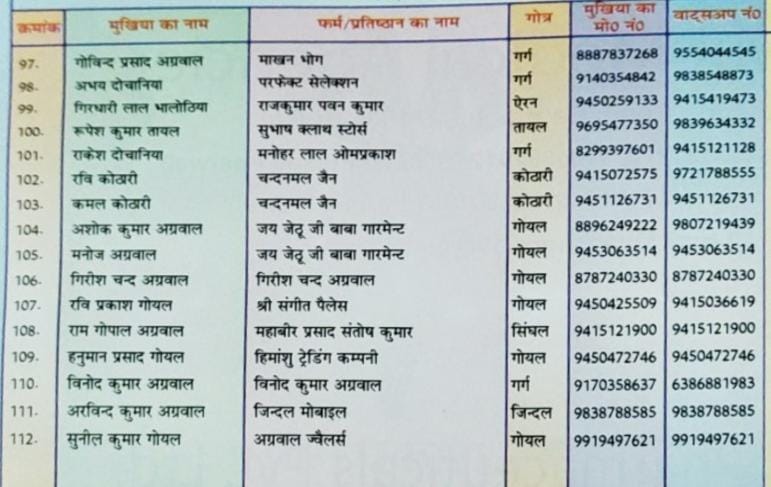 क्रमांक मुखिया का नाम फर्म/प्रतिष्ठान का नाम गोत्र मुखिया का मो0 नं0 वाट्सअप नं0
97. गोविन्द प्रसाद अग्रवाल माखन भोग गर्ग 8887837268 9554044545
98. अभय दोचानिया परफेक्ट सेलेक्शन गर्ग 9140354842 9838548873
99. गिरधारी लाल भालोठिया राजकुमार पवन कुमार ऐरन 9450259133 9415419473
100. रूपेश कुमार तायल सुभाष क्लाथ स्टोर्स तायल 9695477350 9839634332
101. राकेश दोचानिया मनोहर लाल ओमप्रकाश गर्ग 8299397601 9415121128
102. रवि कोठारी चन्दनमल जैन कोठारी 9415072575 9721788555
103. कमल कोठारी चन्दनमल जैन कोठारी 9451126731 9451126731
104. अशोक कुमार अग्रवाल जय जेठू जी बाबा गारमेन्ट गोयल 8896249222 9807219439
105. मनोज अग्रवाल जय जेठू जी बाबा गारमेन्ट गोयल 9453063514 9453063514
106. गिरीश चन्द अग्रवाल गिरीश चन्द अग्रवाल गोयल 8787240330 8787240330
107. रवि प्रकाश गोयल श्री संगीत पैलेस गोयल 9450425509 9415036619
108. राम गोपाल अग्रवाल महाबीर प्रसाद संतोष कुमार सिंघल 9415121900 9415121900
109. हनुमान प्रसाद गोयल हिमांशु ट्रेडिंग कम्पनी गोयल 9450472746 9450472746
110. विनोद कुमार अग्रवाल विनोद कुमार अग्रवाल गर्ग 9170358637 6386881983
111. अरविन्द कुमार अग्रवाल जिन्दल मोबाइल जिन्दल 9838788585 9838788585
112. सुनील कुमार गोयल अग्रवाल ज्वैलर्स गोयल 9919497621 9919497621